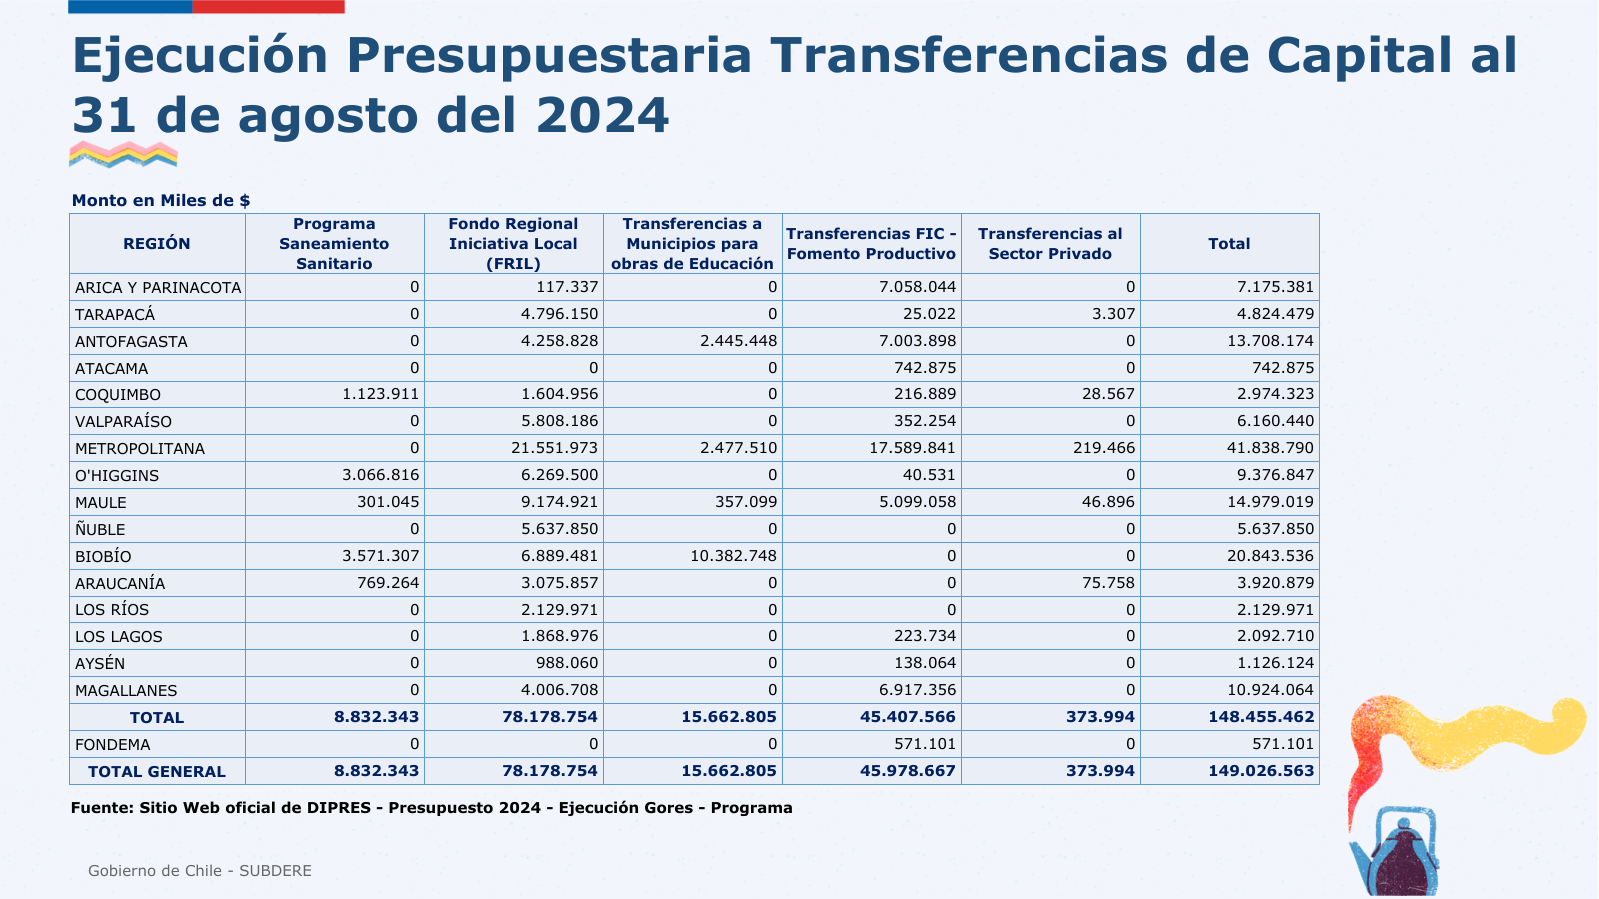 Ejecución Presupuestaria Transferencias de Capital al
31 de agosto del 2024
Monto en Miles de $
REGIÓN | Programa Saneamiento Sanitario | Fondo Regional Iniciativa Local (FRIL) | Transferencias a Municipios para obras de Educación | Transferencias FIC - Fomento Productivo | Transferencias al Sector Privado | Total
ARICA Y PARINACOTA | 0 | 117.337 | 0 | 7.058.044 | 0 | 7.175.381
TARAPACÁ | 0 | 4.796.150 | 0 | 25.022 | 3.307 | 4.824.479
ANTOFAGASTA | 0 | 4.258.828 | 2.445.448 | 7.003.898 | 0 | 13.708.174
ATACAMA | 0 | 0 | 0 | 742.875 | 0 | 742.875
COQUIMBO | 1.123.911 | 1.604.956 | 0 | 216.889 | 28.567 | 2.974.323
VALPARAÍSO | 0 | 5.808.186 | 0 | 352.254 | 0 | 6.160.440
METROPOLITANA | 0 | 21.551.973 | 2.477.510 | 17.589.841 | 219.466 | 41.838.790
O'HIGGINS | 3.066.816 | 6.269.500 | 0 | 40.531 | 0 | 9.376.847
MAULE | 301.045 | 9.174.921 | 357.099 | 5.099.058 | 46.896 | 14.979.019
ÑUBLE | 0 | 5.637.850 | 0 | 0 | 0 | 5.637.850
BIOBÍO | 3.571.307 | 6.889.481 | 10.382.748 | 0 | 0 | 20.843.536
ARAUCANÍA | 769.264 | 3.075.857 | 0 | 0 | 75.758 | 3.920.879
LOS RÍOS | 0 | 2.129.971 | 0 | 0 | 0 | 2.129.971
LOS LAGOS | 0 | 1.868.976 | 0 | 223.734 | 0 | 2.092.710
AYSÉN | 0 | 988.060 | 0 | 138.064 | 0 | 1.126.124
MAGALLANES | 0 | 4.006.708 | 0 | 6.917.356 | 0 | 10.924.064
TOTAL | 8.832.343 | 78.178.754 | 15.662.805 | 45.407.566 | 373.994 | 148.455.462
FONDEMA | 0 | 0 | 0 | 571.101 | 0 | 571.101
TOTAL GENERAL | 8.832.343 | 78.178.754 | 15.662.805 | 45.978.667 | 373.994 | 149.026.563
Fuente: Sitio Web oficial de DIPRES - Presupuesto 2024 - Ejecución Gores - Programa
Gobierno de Chile - SUBDERE